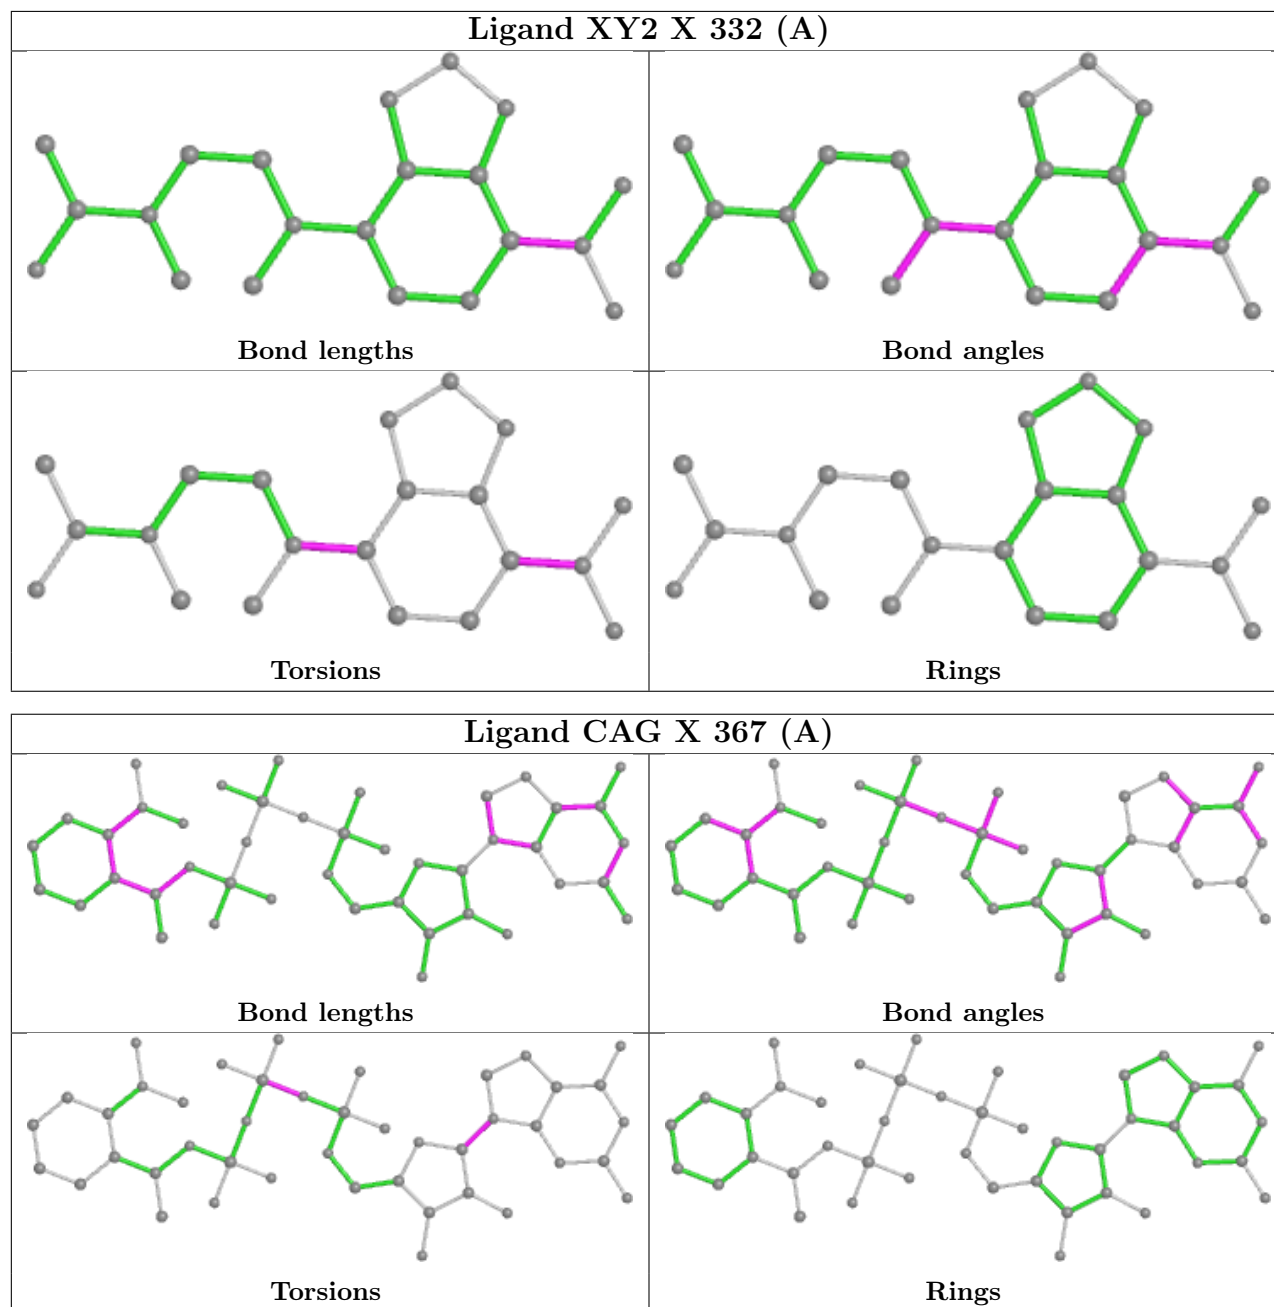 Ligand XY2 X 332 (A)
Bond lengths
Bond angles
Torsions
Rings
Ligand CAG X 367 (A)
Bond lengths
Bond angles
Torsions
Rings